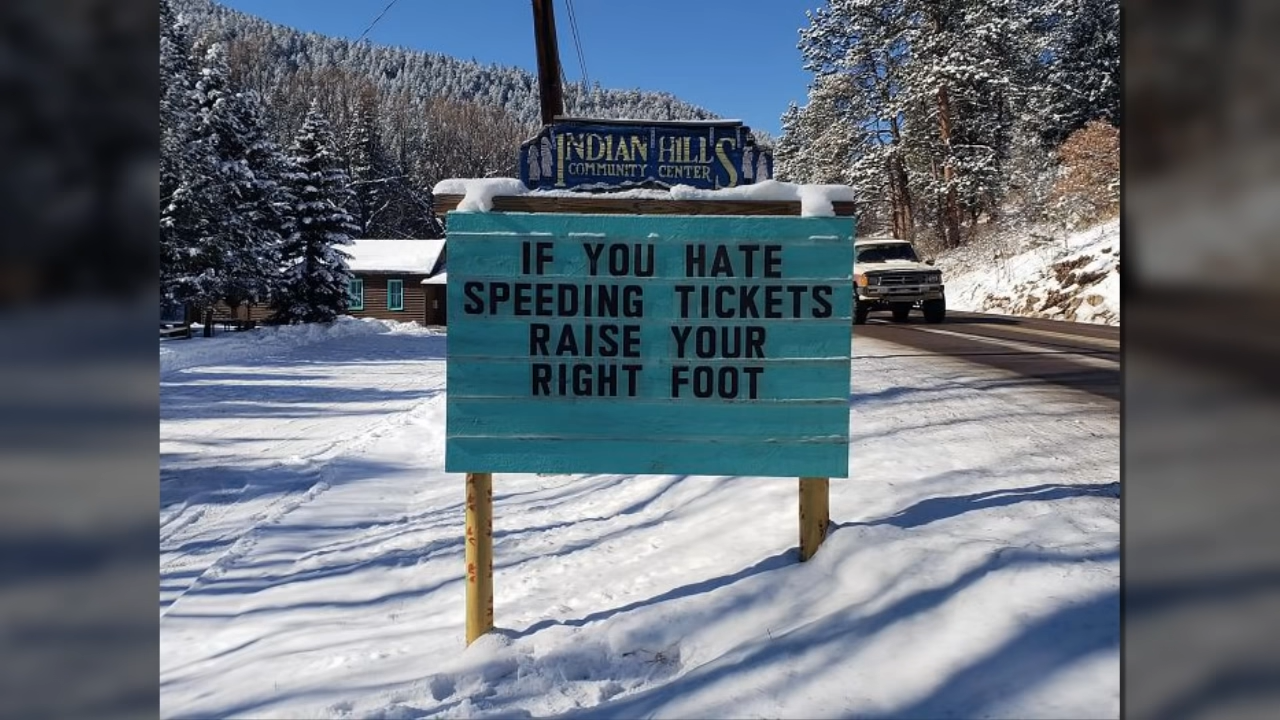 INDIAN HILLS
COMMUNITY CENTER
IF YOU HATE
SPEEDING TICKETS
RAISE YOUR
RIGHT FOOT